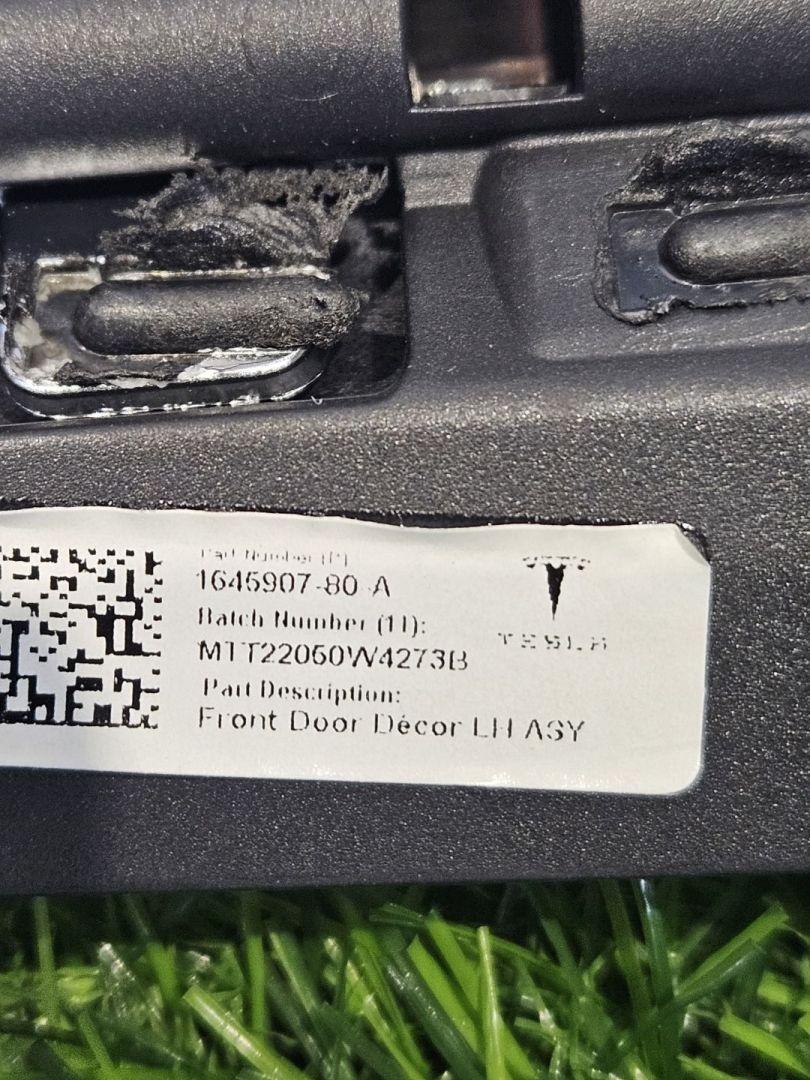 Part Number (P)
1645907-80-A
Batch Number (1T):
MTT22060W4273B
TESLA
Part Description:
Front Door Décor LH ASY